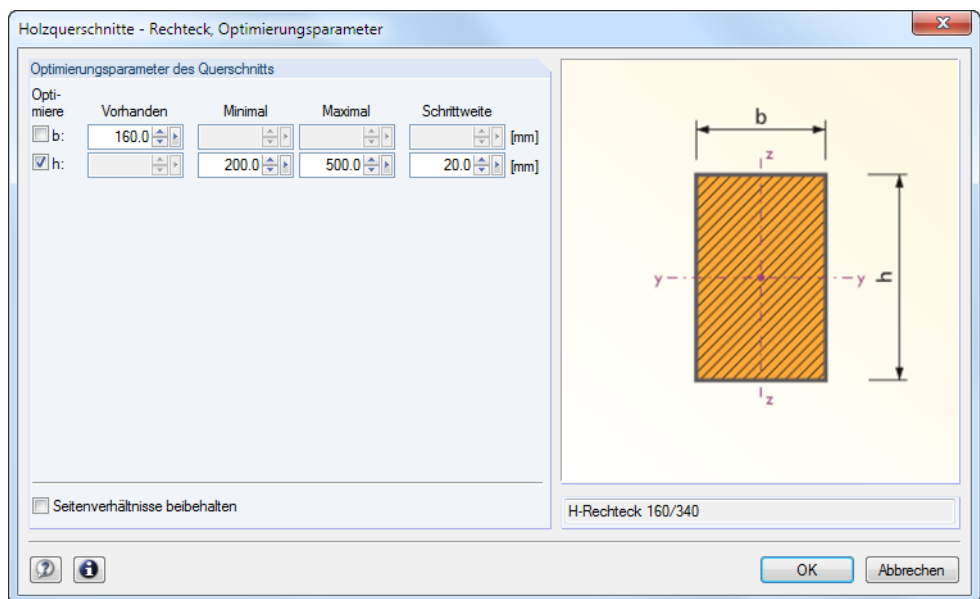 Holzquerschnitte - Rechteck, Optimierungsparameter
Optimierungsparameter des Querschnitts
Opti-
miere Vorhanden Minimal Maximal Schrittweite
b: 160.0 [mm]
h: 200.0 500.0 20.0 [mm]
Seitenverhältnisse beibehalten
b
z
y y
h
z
H-Rechteck 160/340
OK Abbrechen